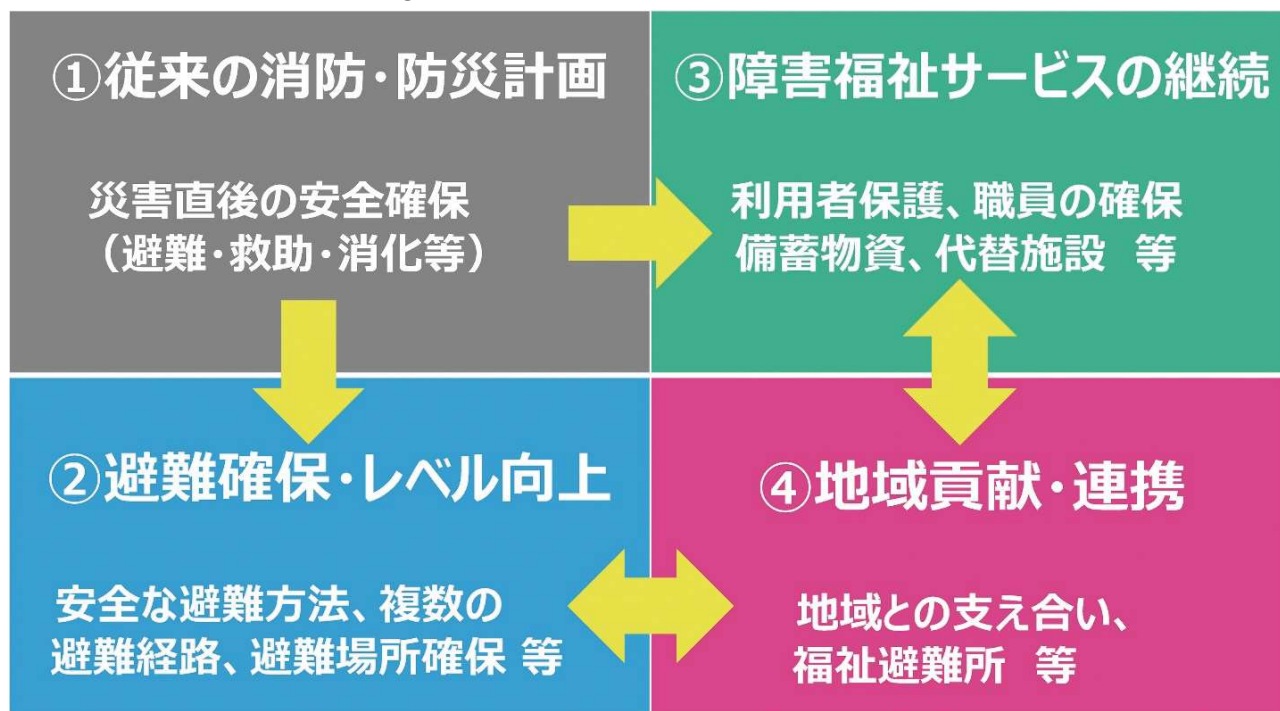 ①従来の消防・防災計画
災害直後の安全確保
（避難・救助・消化等）
②避難確保・レベル向上
安全な避難方法、複数の
避難経路、避難場所確保 等
③障害福祉サービスの継続
利用者保護、職員の確保
備蓄物資、代替施設 等
④地域貢献・連携
地域との支え合い、
福祉避難所 等